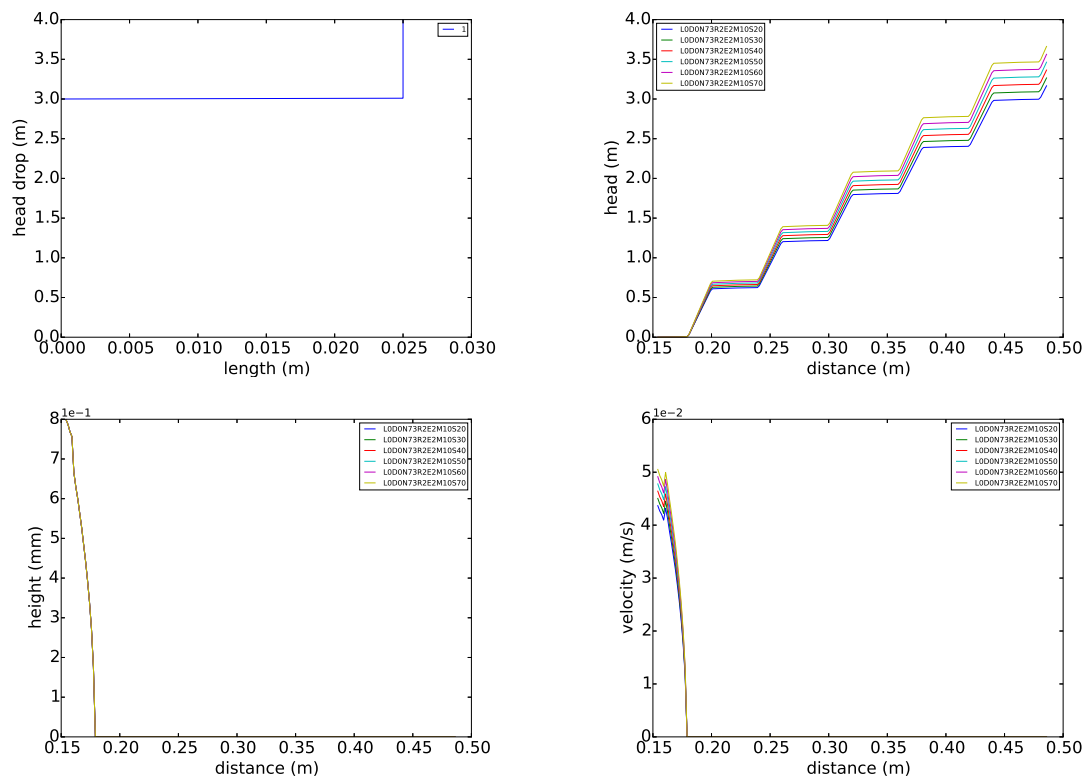 head drop (m)
4.0
3.5
3.0
2.5
2.0
1.5
1.0
0.5
0.0
0.000 0.005 0.010 0.015 0.020 0.025 0.030
length (m)
1
head (m)
4.0
3.5
3.0
2.5
2.0
1.5
1.0
0.5
0.0
0.15 0.20 0.25 0.30 0.35 0.40 0.45 0.50
distance (m)
L0D0N73R2E2M10S20
L0D0N73R2E2M10S30
L0D0N73R2E2M10S40
L0D0N73R2E2M10S50
L0D0N73R2E2M10S60
L0D0N73R2E2M10S70
height (mm)
1e-1
8
7
6
5
4
3
2
1
0
0.15 0.20 0.25 0.30 0.35 0.40 0.45 0.50
distance (m)
L0D0N73R2E2M10S20
L0D0N73R2E2M10S30
L0D0N73R2E2M10S40
L0D0N73R2E2M10S50
L0D0N73R2E2M10S60
L0D0N73R2E2M10S70
velocity (m/s)
1e-2
6
5
4
3
2
1
0
0.15 0.20 0.25 0.30 0.35 0.40 0.45 0.50
distance (m)
L0D0N73R2E2M10S20
L0D0N73R2E2M10S30
L0D0N73R2E2M10S40
L0D0N73R2E2M10S50
L0D0N73R2E2M10S60
L0D0N73R2E2M10S70